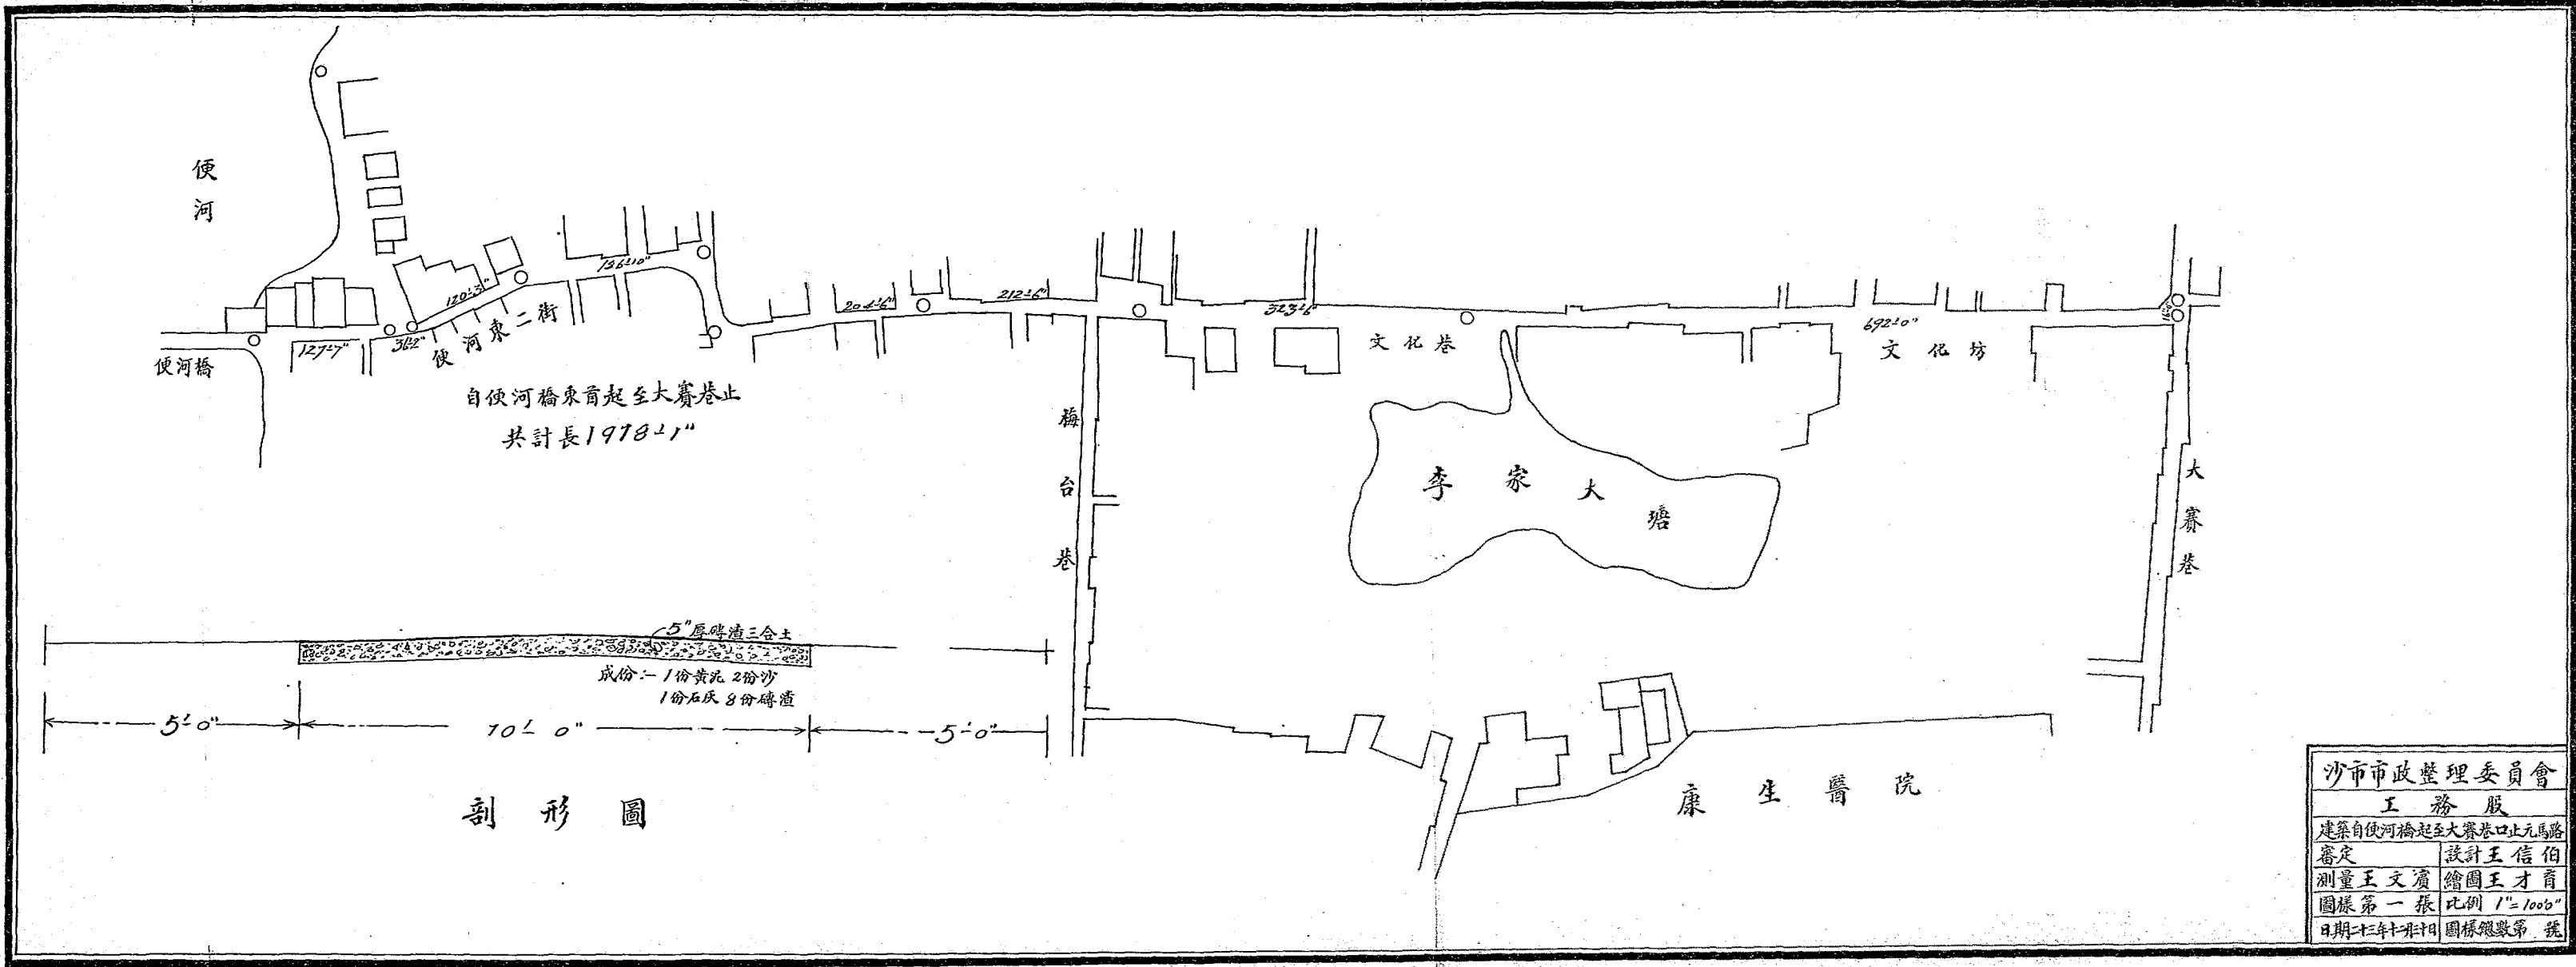 便河
便河橋
127'-7"
36'-2"
120'-3"
便河東二街
136'-10"
204'-6"
212'-6"
323'-6"
文化巷
692'-0"
文化坊
自便河橋東首起至大賽巷止
共計長1978'-1"
梅台巷
李家大塘
大賽巷
5"厚磚渣三合土
成份:- 1份黃泥 2份沙
1份石灰 8份磚渣
5'-0"
10'-0"
5'-0"
剖形圖
康生醫院
沙市市政整理委員會
工務股
建築自便河橋起至大賽巷口止元馬路
審定
設計王信伯
測量王文濱
繪圖王才育
圖樣第一張
比例 1"=100'0"
日期二十三年十月十日
圖樣總數第 號